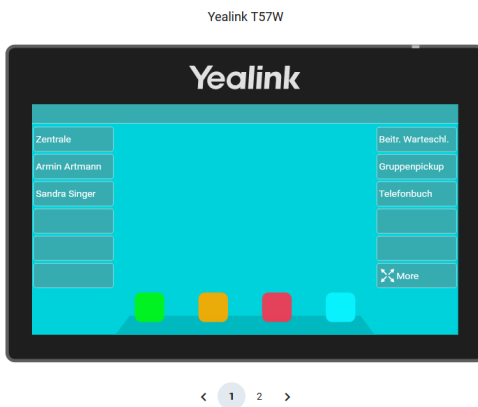 Yealink T57W
Yealink
Zentrale
Beitr. Warteschl.
Armin Artmann
Gruppenpickup
Sandra Singer
Telefonbuch
More
1 2